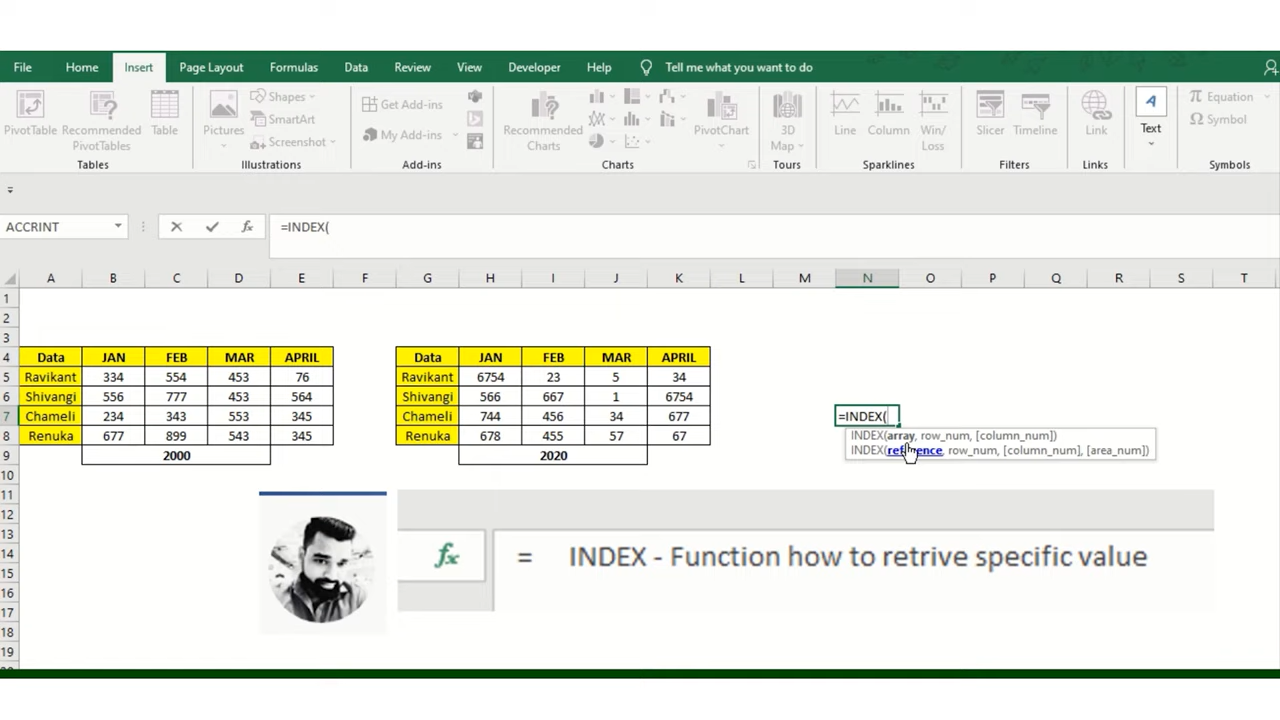 File Home Insert Page Layout Formulas Data Review View Developer Help Tell me what you want to do
PivotTable Recommended PivotTables Table
Tables
Pictures Shapes SmartArt Screenshot
Illustrations
Get Add-ins
My Add-ins
Add-ins
Recommended Charts
PivotChart
Charts
3D Map
Tours
Line Column Win/Loss
Sparklines
Slicer Timeline
Filters
Link
Links
Text
Equation
Symbol
Symbols
ACCRINT fx =INDEX(
A B C D E F G H I J K L M N O P Q R S T
1
2
3
4 Data JAN FEB MAR APRIL Data JAN FEB MAR APRIL
5 Ravikant 334 554 453 76 Ravikant 6754 23 5 34
6 Shivangi 556 777 453 564 Shivangi 566 667 1 6754
7 Chameli 234 343 553 345 Chameli 744 456 34 677 =INDEX(
8 Renuka 677 899 543 345 Renuka 678 455 57 67
INDEX(array, row_num, [column_num])
INDEX(reference, row_num, [column_num], [area_num])
9 2000 2020
10
11
12
13
14
15
16
17
18
19
fx = INDEX - Function how to retrive specific value